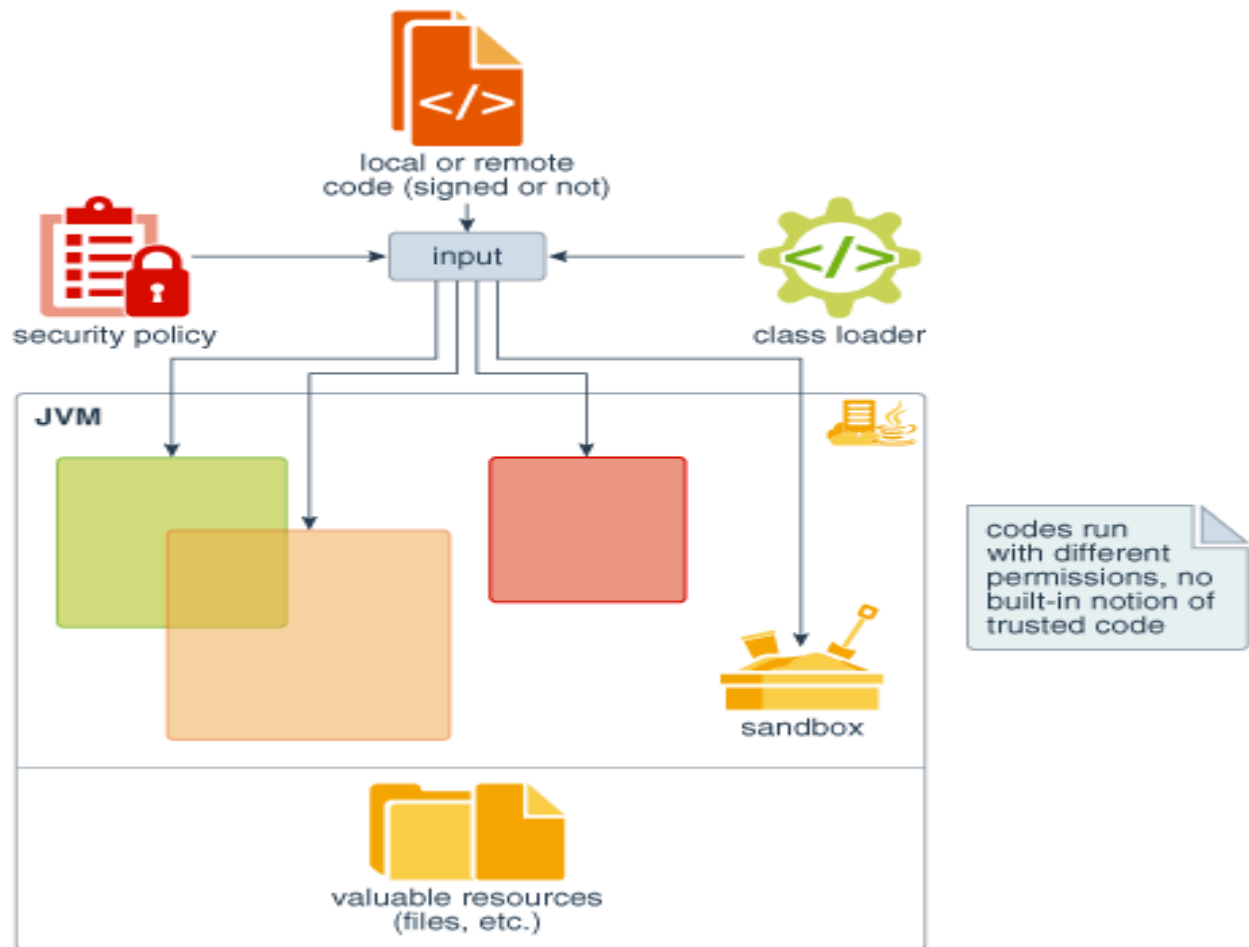 </>
local or remote
code (signed or not)
input
</>
security policy
class loader
JVM
codes run
with different
permissions, no
built-in notion of
trusted code
sandbox
valuable resources
(files, etc.)